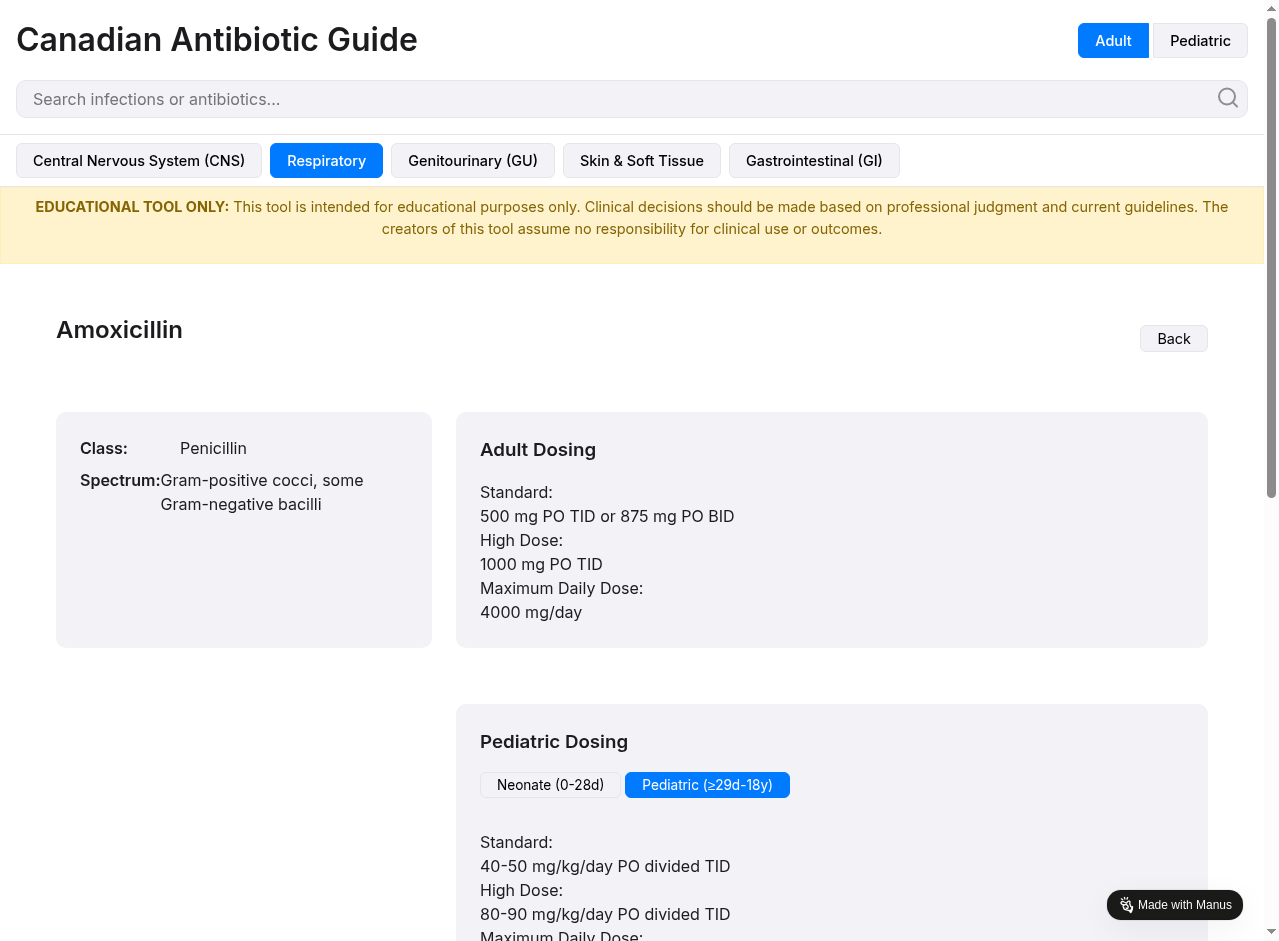 Canadian Antibiotic Guide
Adult
Pediatric
Search infections or antibiotics...
Central Nervous System (CNS)
Respiratory
Genitourinary (GU)
Skin & Soft Tissue
Gastrointestinal (GI)
EDUCATIONAL TOOL ONLY: This tool is intended for educational purposes only. Clinical decisions should be made based on professional judgment and current guidelines. The
creators of this tool assume no responsibility for clinical use or outcomes.
Amoxicillin
Back
Class: Penicillin
Spectrum:Gram-positive cocci, some
Gram-negative bacilli
Adult Dosing
Standard:
500 mg PO TID or 875 mg PO BID
High Dose:
1000 mg PO TID
Maximum Daily Dose:
4000 mg/day
Pediatric Dosing
Neonate (0-28d)
Pediatric (≥29d-18y)
Standard:
40-50 mg/kg/day PO divided TID
High Dose:
80-90 mg/kg/day PO divided TID
Maximum Daily Dose:
Made with Manus